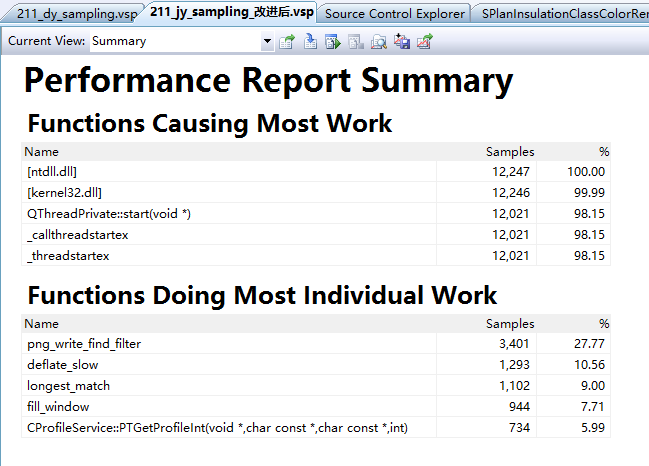 211_dy_sampling.vsp 211_jy_sampling_改进后.vsp Source Control Explorer SPlanInsulationClassColorRer
Current View: Summary
Performance Report Summary
Functions Causing Most Work
Name Samples %
[ntdll.dll] 12,247 100.00
[kernel32.dll] 12,246 99.99
QThreadPrivate::start(void *) 12,021 98.15
_callthreadstartex 12,021 98.15
_threadstartex 12,021 98.15
Functions Doing Most Individual Work
Name Samples %
png_write_find_filter 3,401 27.77
deflate_slow 1,293 10.56
longest_match 1,102 9.00
fill_window 944 7.71
CProfileService::PTGetProfileInt(void *,char const *,char const *,int) 734 5.99